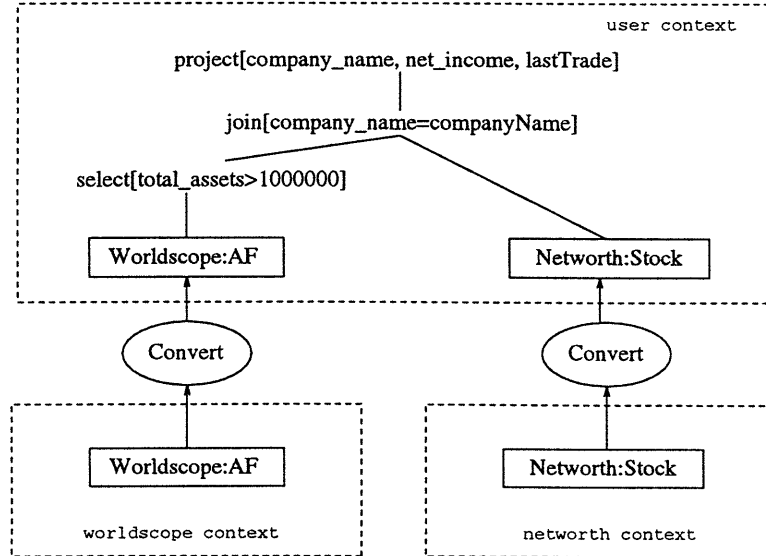 user context
project[company_name, net_income, lastTrade]
join[company_name=companyName]
select[total_assets>1000000]
Worldscope:AF
Networth:Stock
Convert
Convert
Worldscope:AF
Networth:Stock
worldscope context
networth context